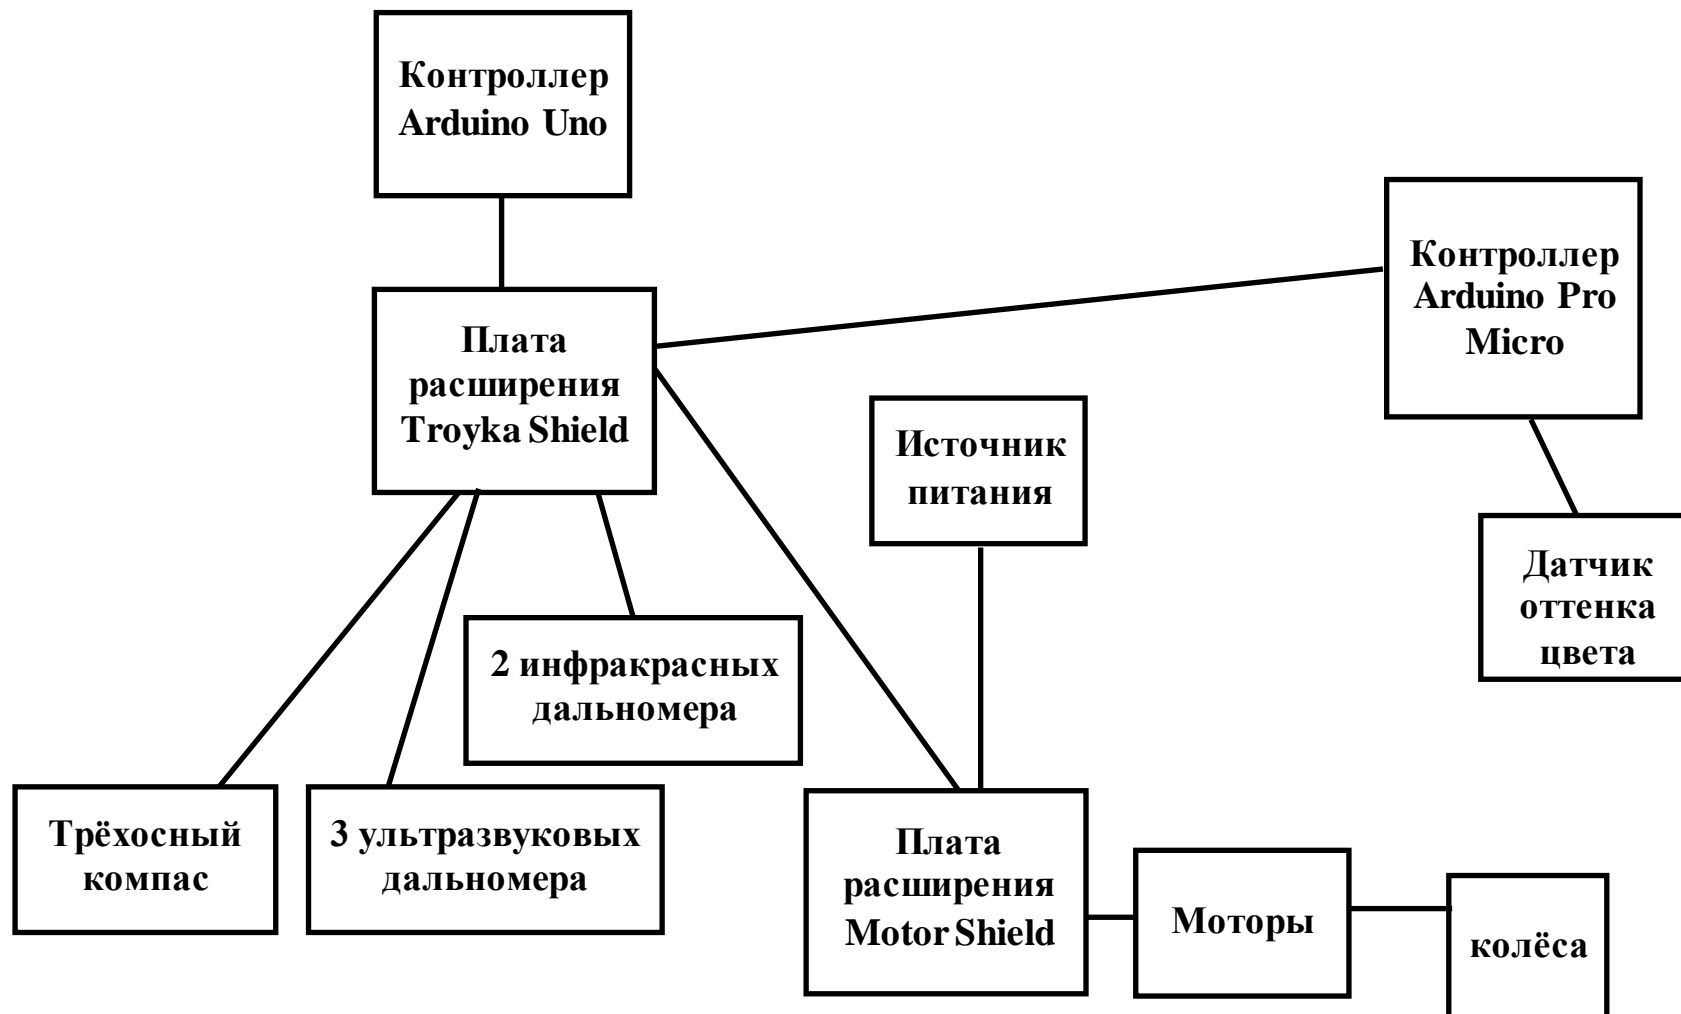 Контроллер
Arduino Uno
Контроллер
Arduino Pro
Micro
Плата
расширения
Troyka Shield
Источник
питания
Датчик
оттенка
цвета
2 инфракрасных
дальномера
Трёхосный
компас
3 ультразвуковых
дальномера
Плата
расширения
Motor Shield
Моторы
колёса